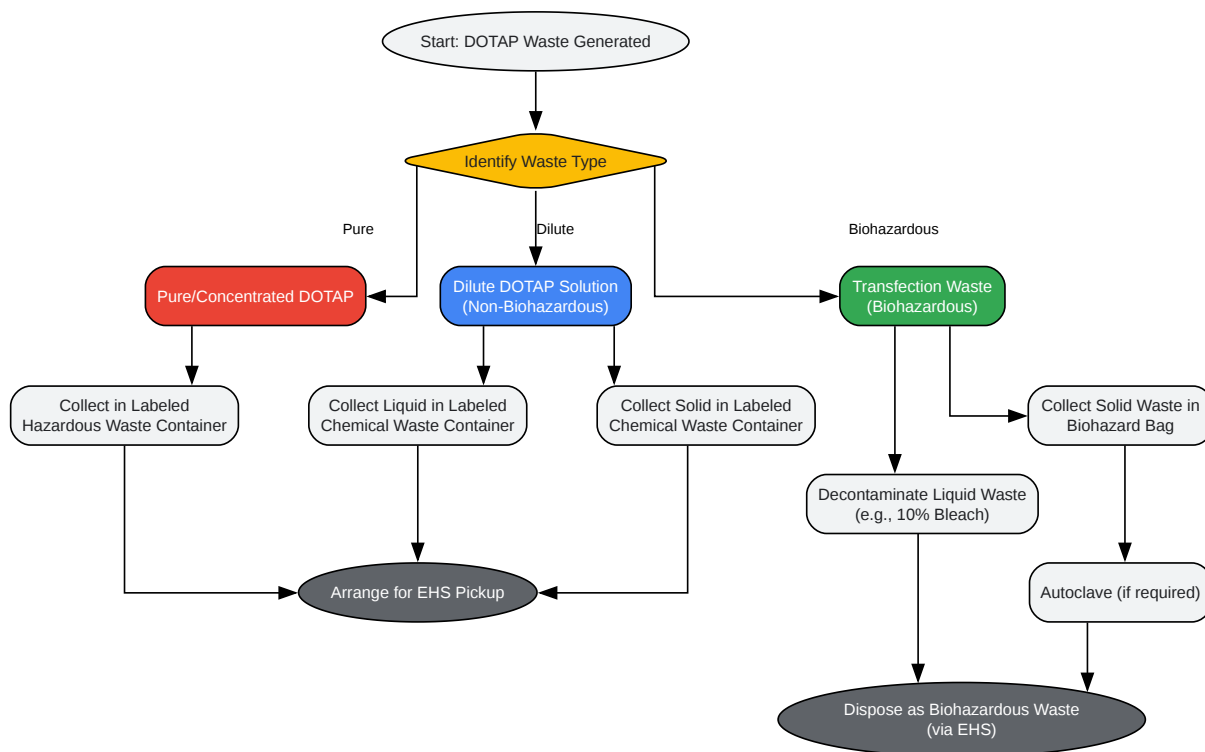 Start: DOTAP Waste Generated
Identify Waste Type
Pure
Dilute
Biohazardous
Pure/Concentrated DOTAP
Dilute DOTAP Solution
(Non-Biohazardous)
Transfection Waste
(Biohazardous)
Collect in Labeled
Hazardous Waste Container
Collect Liquid in Labeled
Chemical Waste Container
Collect Solid in Labeled
Chemical Waste Container
Collect Solid Waste in
Biohazard Bag
Decontaminate Liquid Waste
(e.g., 10% Bleach)
Arrange for EHS Pickup
Autoclave (if required)
Dispose as Biohazardous Waste
(via EHS)